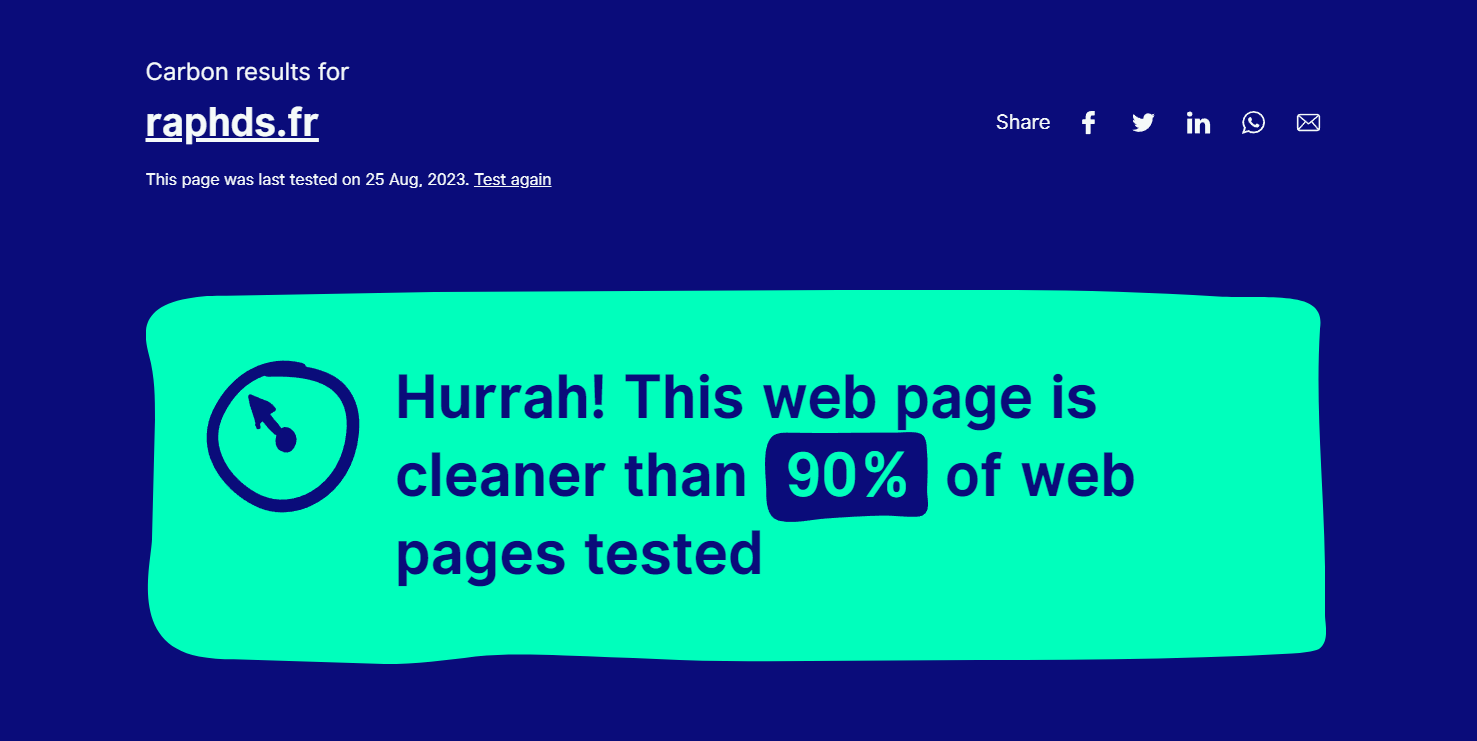 Carbon results for
raphds.fr
Share
This page was last tested on 25 Aug, 2023. Test again
Hurrah! This web page is
cleaner than 90% of web
pages tested